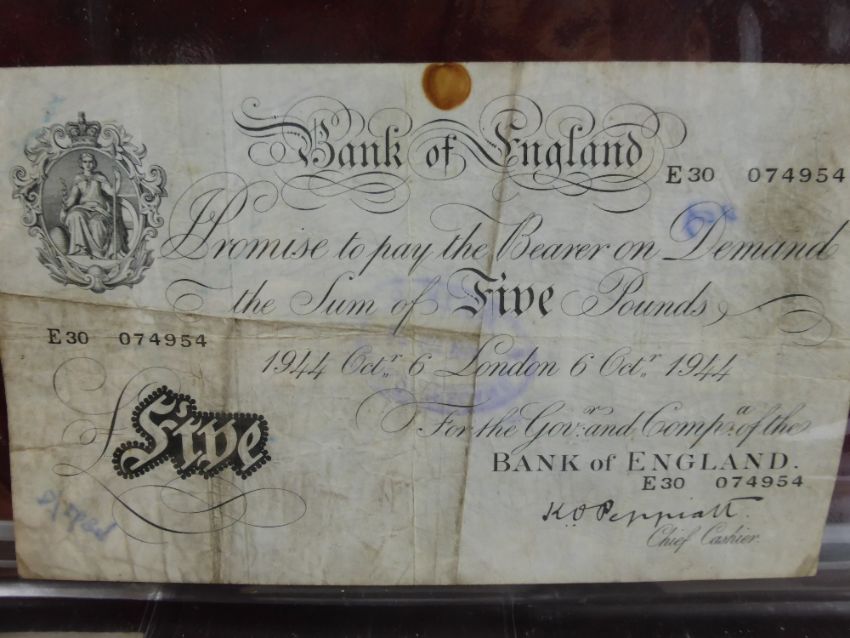 Bank of England
E30 074954
I Promise to pay the Bearer on Demand
the Sum of Five Pounds
E30 074954
1944 Octr. 6 London 6 Octr. 1944
For the Govr. and Compa. of the
BANK of ENGLAND.
E30 074954
£ Five
K O Peppiatt.
Chief Cashier.